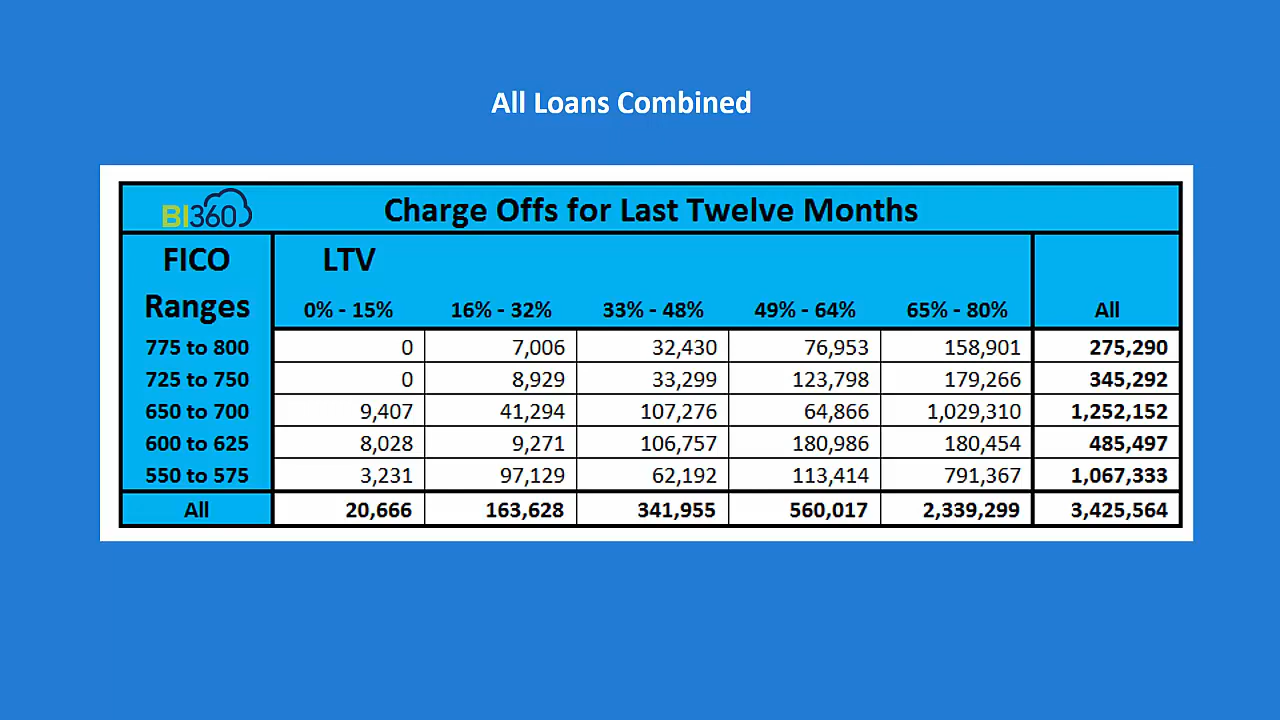 All Loans Combined
BI360 Charge Offs for Last Twelve Months
FICO LTV
Ranges 0% - 15% 16% - 32% 33% - 48% 49% - 64% 65% - 80% All
775 to 800 0 7,006 32,430 76,953 158,901 275,290
725 to 750 0 8,929 33,299 123,798 179,266 345,292
650 to 700 9,407 41,294 107,276 64,866 1,029,310 1,252,152
600 to 625 8,028 9,271 106,757 180,986 180,454 485,497
550 to 575 3,231 97,129 62,192 113,414 791,367 1,067,333
All 20,666 163,628 341,955 560,017 2,339,299 3,425,564